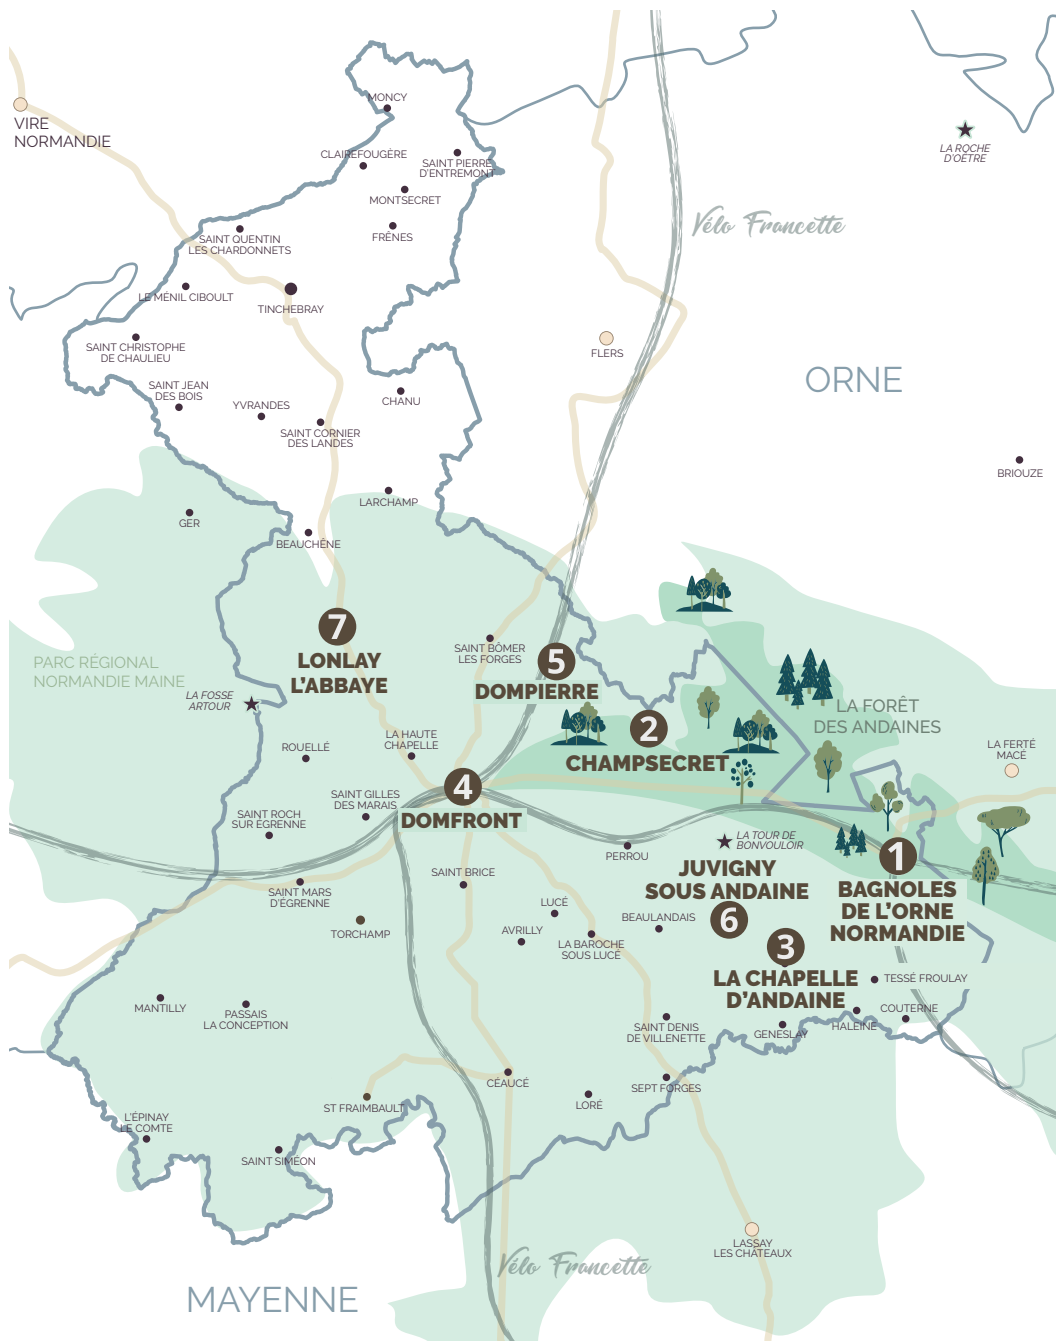 VIRE
NORMANDIE
MONCY
CLAIREFOUGÈRE
SAINT PIERRE
D'ENTREMONT
MONTSECRET
FRÊNES
LA ROCHE
D'OËTRE
Vélo Francette
SAINT QUENTIN
LES CHARDONNETS
LE MÉNIL CIBOULT
TINCHEBRAY
SAINT CHRISTOPHE
DE CHAULIEU
FLERS
ORNE
SAINT JEAN
DES BOIS
YVRANDES
CHANU
SAINT CORNIER
DES LANDES
BRIOUZE
LARCHAMP
GER
BEAUCHÊNE
7
LONLAY
L'ABBAYE
SAINT BÔMER
LES FORGES
5
DOMPIERRE
PARC RÉGIONAL
NORMANDIE MAINE
LA FOSSE
ARTOUR
2
CHAMPSECRET
LA FORÊT
DES ANDAINES
ROUELLÉ
LA HAUTE
CHAPELLE
LA FERTÉ
MACÉ
4
DOMFRONT
SAINT GILLES
DES MARAIS
SAINT ROCH
SUR ÉGRENNE
PERROU
LA TOUR DE
BONVOULOIR
1
BAGNOLES
DE L'ORNE
NORMANDIE
JUVIGNY
SOUS ANDAINE
6
SAINT BRICE
SAINT MARS
D'ÉGRENNE
LUCÉ
BEAULANDAIS
TORCHAMP
AVRILLY
LA BAROCHE
SOUS LUCÉ
3
LA CHAPELLE
D'ANDAINE
TESSÉ FROULAY
MANTILLY
PASSAIS
LA CONCEPTION
COUTERNE
HALEINE
GENESLAY
SAINT DENIS
DE VILLENETTE
CÉAUCÉ
SEPT FORGES
LORÉ
ST FRAIMBAULT
L'ÉPINAY
LE COMTE
SAINT SIMÉON
LASSAY
LES CHÂTEAUX
Vélo Francette
MAYENNE